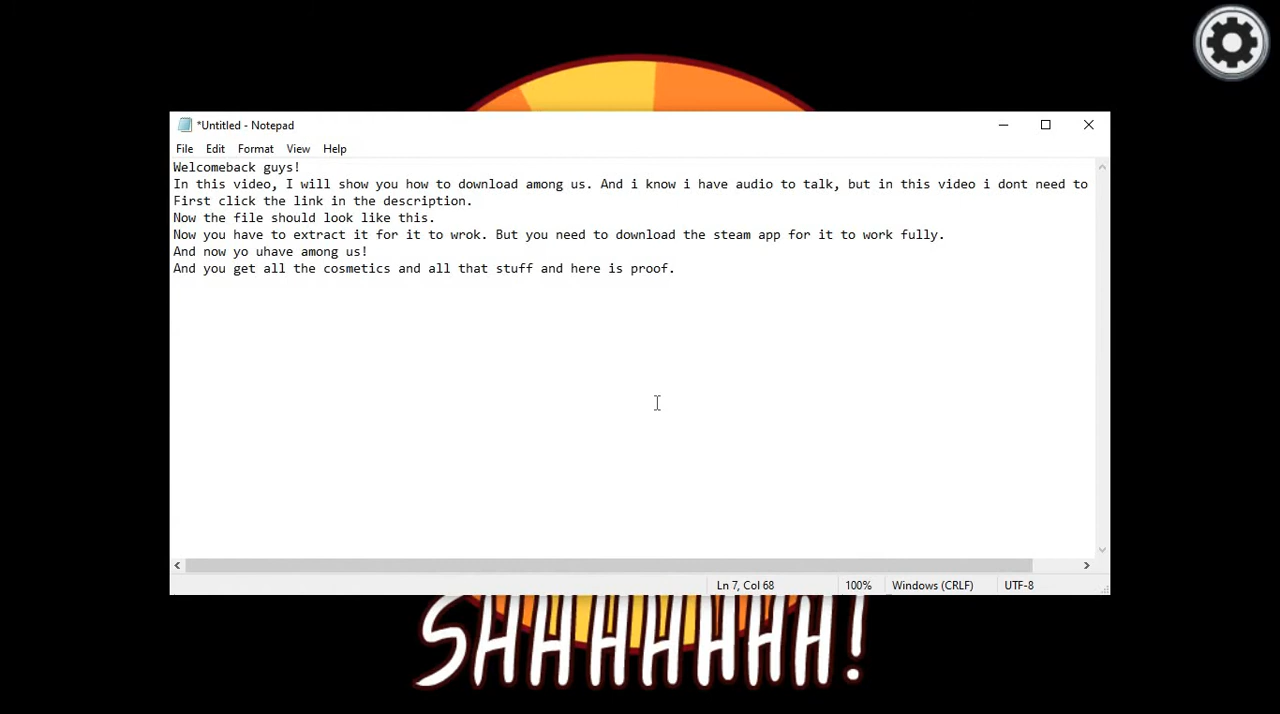 *Untitled - Notepad
File Edit Format View Help
Welcomeback guys!
In this video, I will show you how to download among us. And i know i have audio to talk, but in this video i dont need to
First click the link in the description.
Now the file should look like this.
Now you have to extract it for it to wrok. But you need to download the steam app for it to work fully.
And now yo uhave among us!
And you get all the cosmetics and all that stuff and here is proof.
Ln 7, Col 68 100% Windows (CRLF) UTF-8
SHHHHHHH!